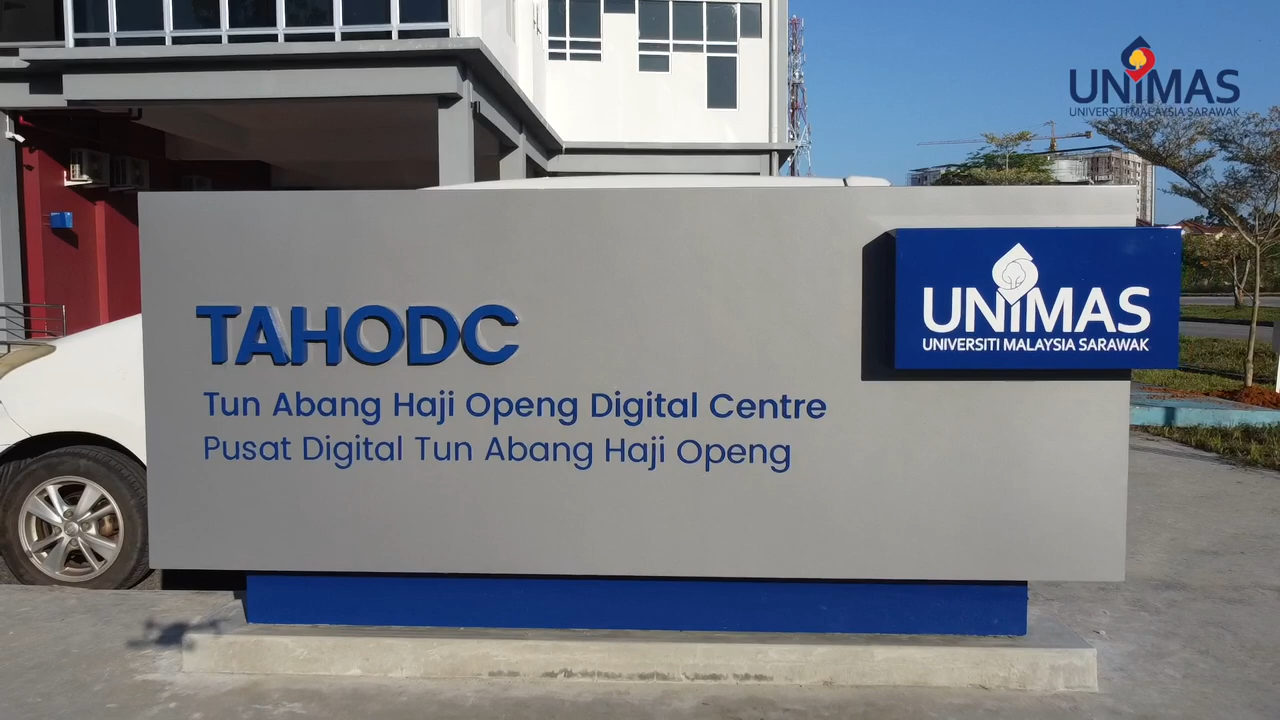 UNIMAS
UNIVERSITI MALAYSIA SARAWAK
UNIMAS
UNIVERSITI MALAYSIA SARAWAK
TAHODC
Tun Abang Haji Openg Digital Centre
Pusat Digital Tun Abang Haji Openg